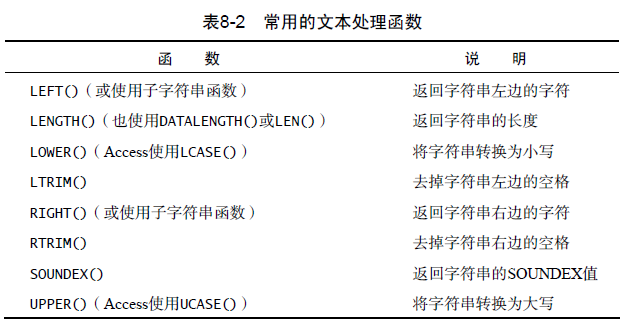 表8-2 常用的文本处理函数
函 数 说 明
LEFT()（或使用子字符串函数） 返回字符串左边的字符
LENGTH()（也使用DATALENGTH()或LEN()） 返回字符串的长度
LOWER()（Access使用LCASE()） 将字符串转换为小写
LTRIM() 去掉字符串左边的空格
RIGHT()（或使用子字符串函数） 返回字符串右边的字符
RTRIM() 去掉字符串右边的空格
SOUNDEX() 返回字符串的SOUNDEX值
UPPER()（Access使用UCASE()） 将字符串转换为大写